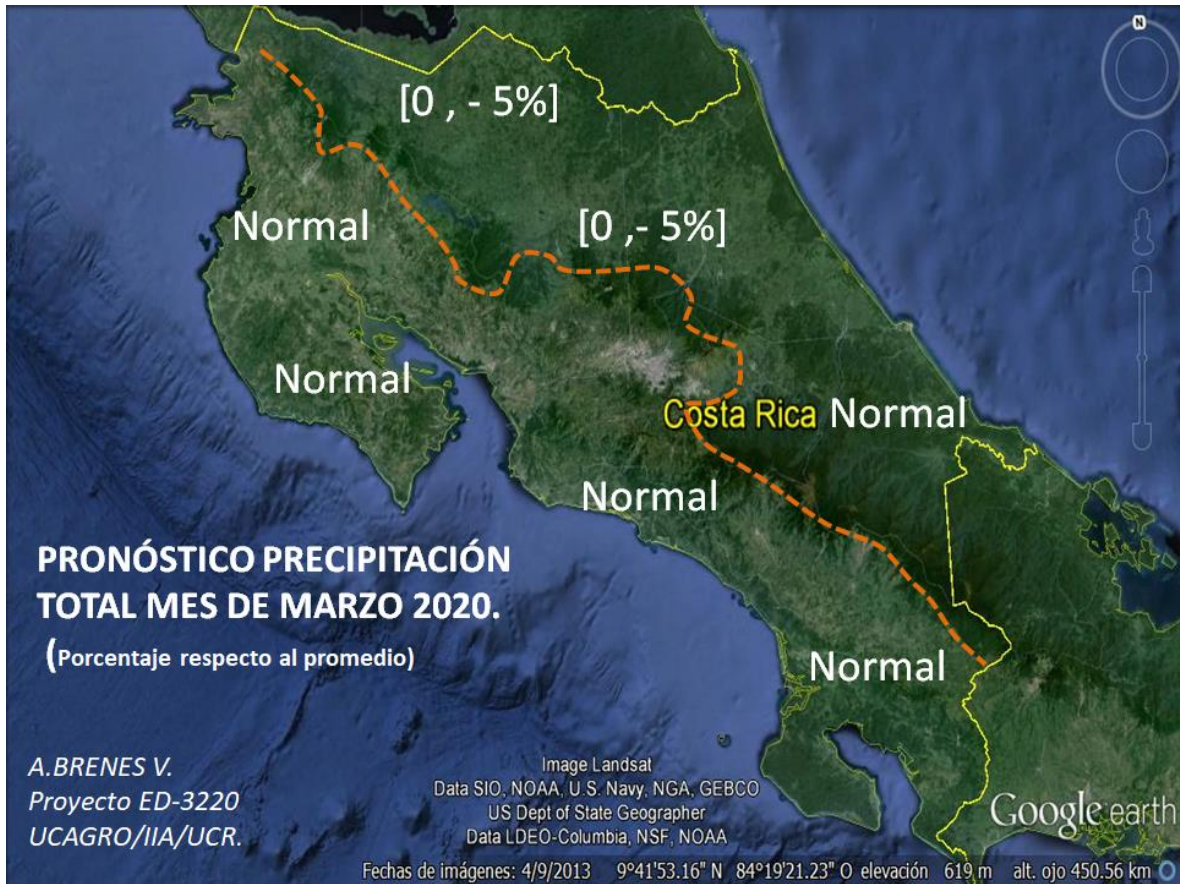 N
[0 , - 5%]
Normal
[0 ,- 5%]
Normal
Costa Rica
Normal
Normal
PRONÓSTICO PRECIPITACIÓN
TOTAL MES DE MARZO 2020.
(Porcentaje respecto al promedio)
Normal
A.BRENES V.
Proyecto ED-3220
UCAGRO/IIA/UCR.
Image Landsat
Data SIO, NOAA, U.S. Navy, NGA, GEBCO
US Dept of State Geographer
Data LDEO-Columbia, NSF, NOAA
Google earth
Fechas de imágenes: 4/9/2013 9°41'53.16" N 84°19'21.23" O elevación 619 m alt. ojo 450.56 km